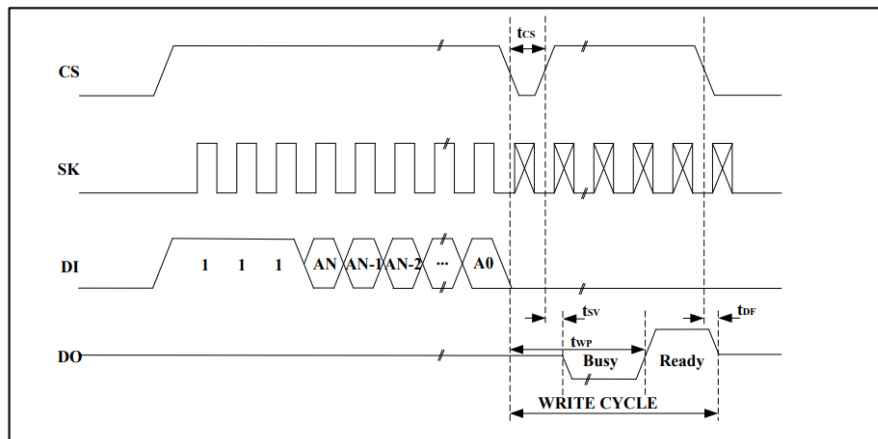 tCS
CS
SK
DI 1 1 1 AN AN-1 AN-2 ... A0
tSV
tDF
tWP
DO Busy Ready
WRITE CYCLE